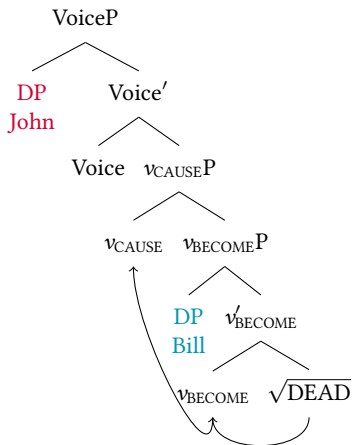 VoiceP
DP Voice′
John
Voice vCAUSEP
vCAUSE vBECOMEP
DP v′BECOME
Bill
vBECOME √DEAD